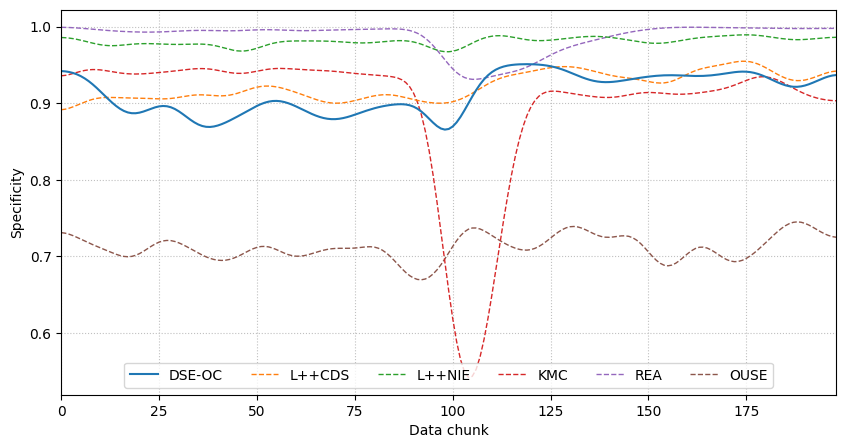 1.0
0.9
0.8
0.7
0.6
Specificity
DSE-OC L++CDS L++NIE KMC REA OUSE
0 25 50 75 100 125 150 175
Data chunk